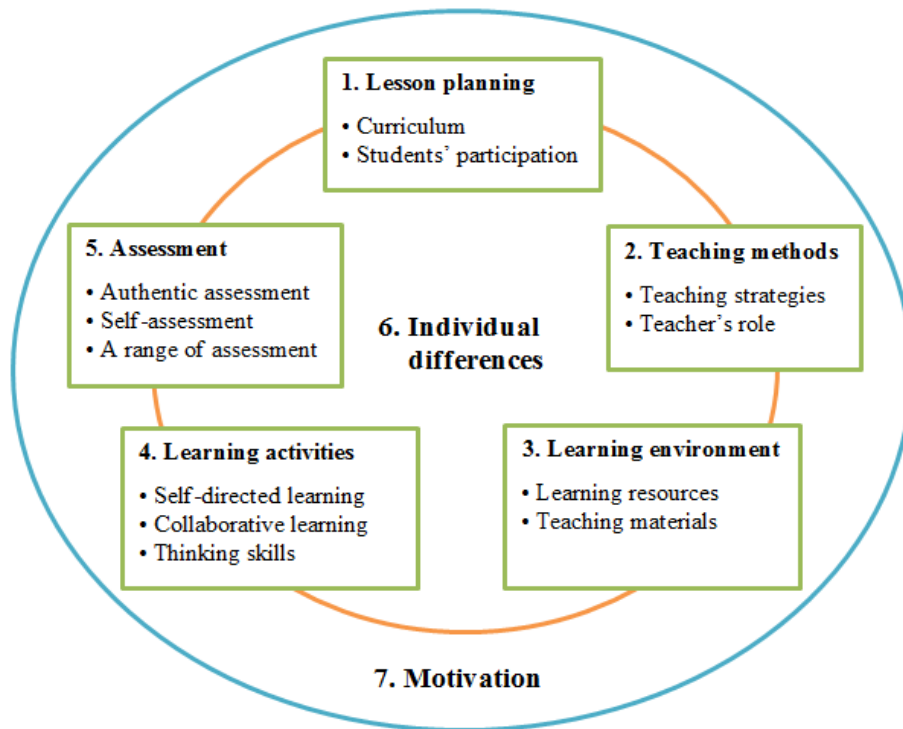 1. Lesson planning
• Curriculum
• Students’ participation
2. Teaching methods
• Teaching strategies
• Teacher’s role
3. Learning environment
• Learning resources
• Teaching materials
4. Learning activities
• Self-directed learning
• Collaborative learning
• Thinking skills
5. Assessment
• Authentic assessment
• Self-assessment
• A range of assessment
6. Individual
differences
7. Motivation